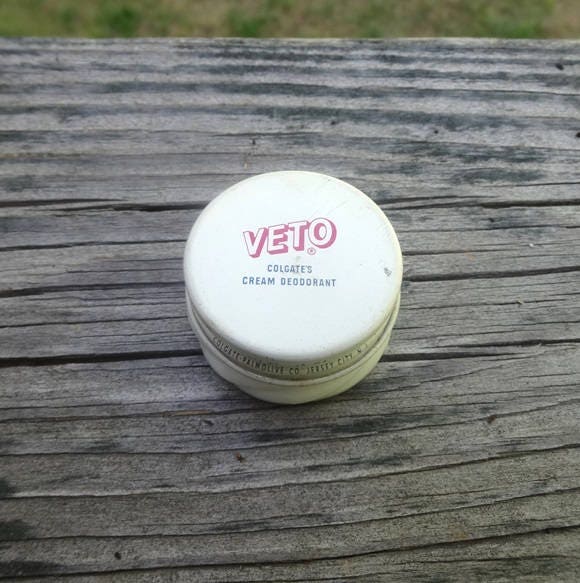 VETO®
COLGATE'S
CREAM DEODORANT
COLGATE-PALMOLIVE CO. JERSEY CITY N.J.